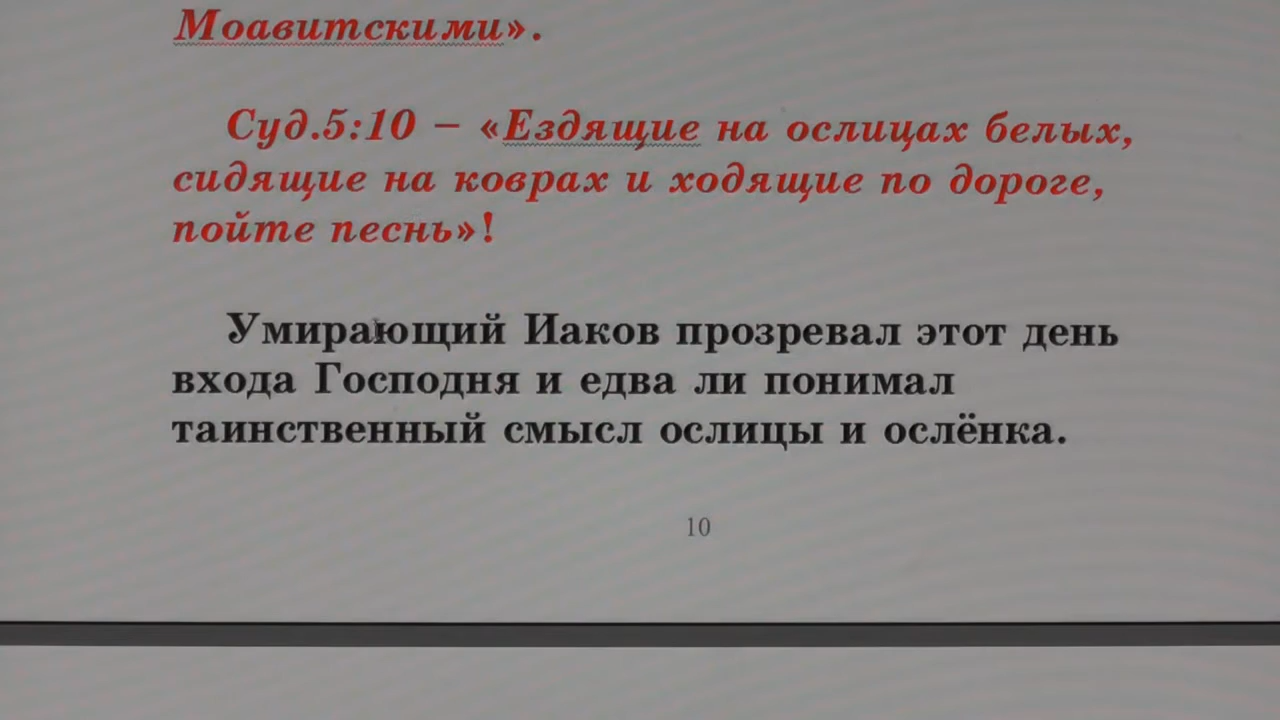 Моавитскими».
Суд.5:10 – «Ездящие на ослицах белых,
сидящие на коврах и ходящие по дороге,
пойте песнь»!
Умирающий Иаков прозревал этот день
входа Господня и едва ли понимал
таинственный смысл ослицы и ослёнка.
10